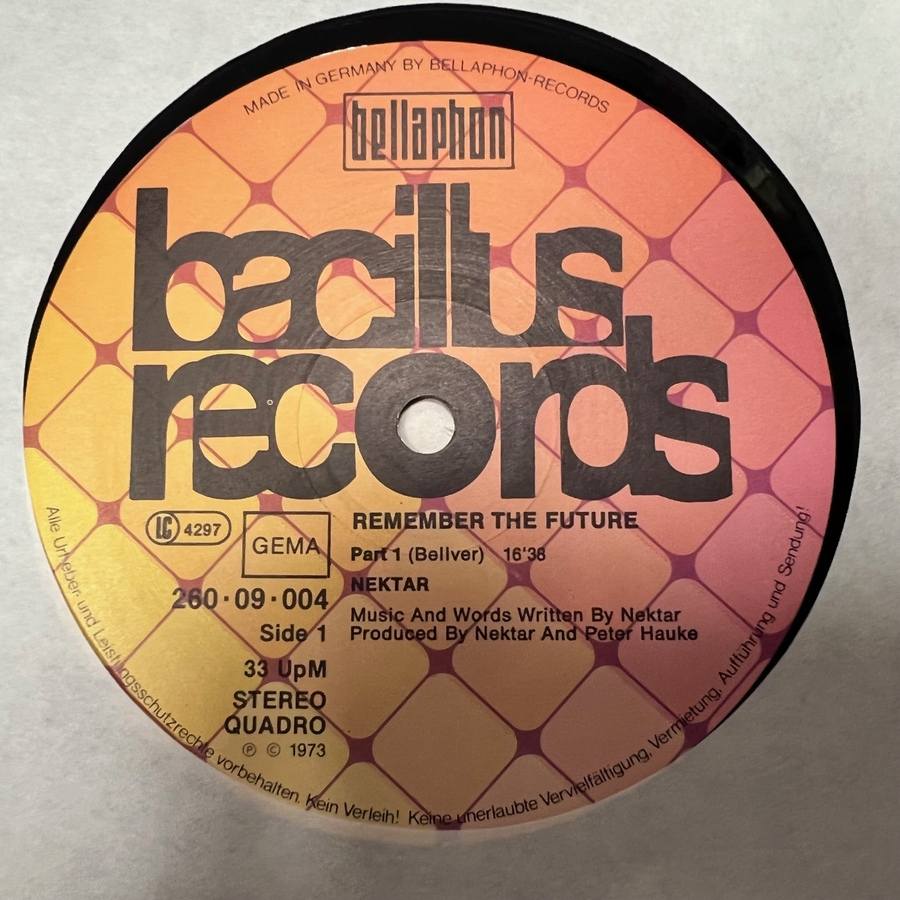 MADE IN GERMANY BY BELLAPHON-RECORDS
bellaphon
bacillus
records
LC 4297
GEMA
260·09·004
Side 1
33 UpM
STEREO
QUADRO
℗ © 1973
REMEMBER THE FUTURE
Part 1 (Bellver) 16'38
NEKTAR
Music And Words Written By Nektar
Produced By Nektar And Peter Hauke
Alle Urheber- und Leistungsschutzrechte vorbehalten. Kein Verleih! Keine unerlaubte Vervielfältigung, Vermietung, Aufführung und Sendung!